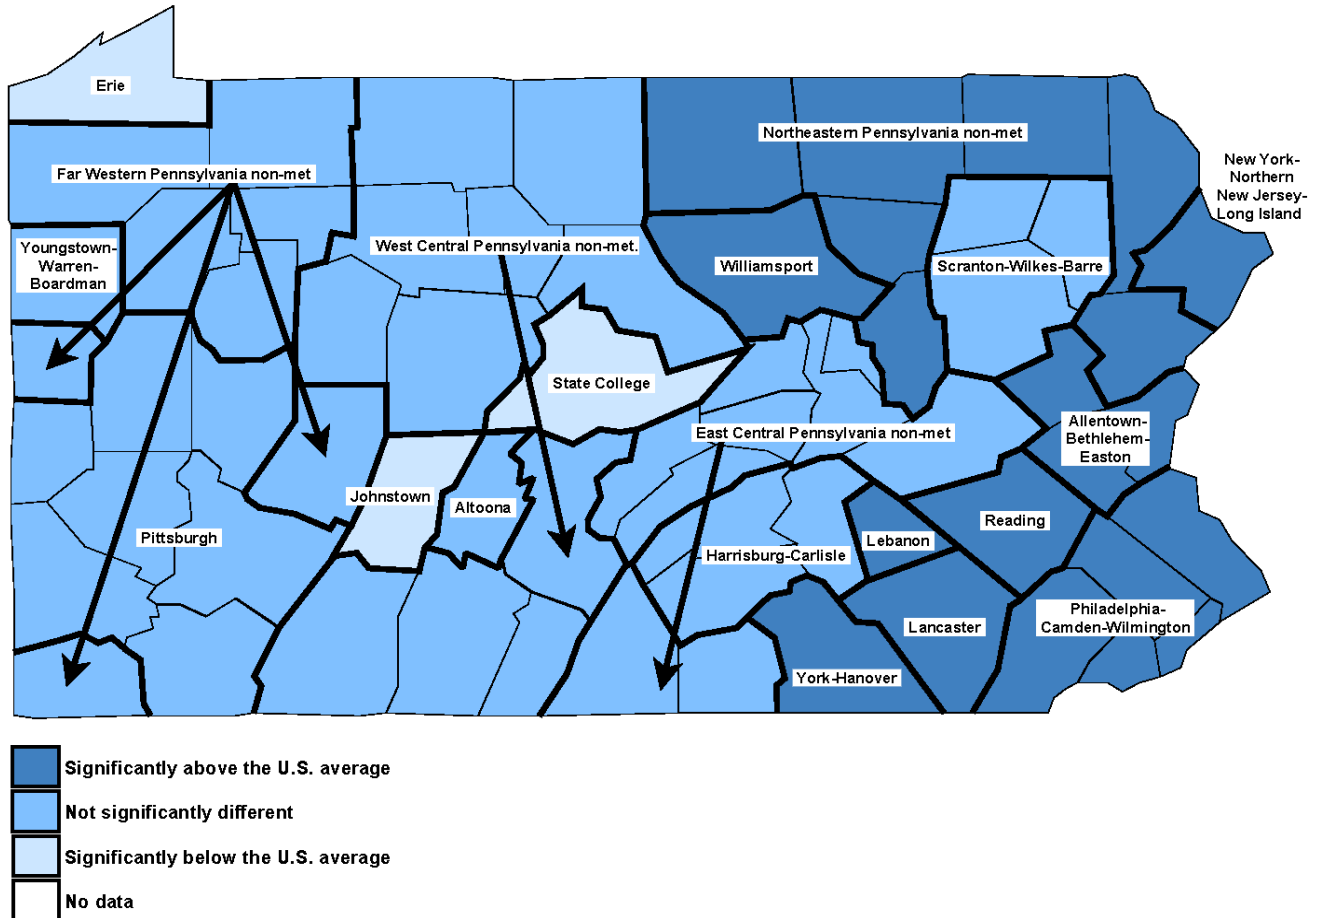 Erie
Northeastern Pennsylvania non-met
Far Western Pennsylvania non-met
New York-
Northern
New Jersey-
Long Island
Youngstown-
Warren-
Boardman
West Central Pennsylvania non-met.
Williamsport
Scranton-Wilkes-Barre
State College
East Central Pennsylvania non-met
Allentown-
Bethlehem-
Easton
Johnstown
Altoona
Pittsburgh
Harrisburg-Carlisle
Lebanon
Reading
Lancaster
Philadelphia-
Camden-Wilmington
York-Hanover
Significantly above the U.S. average
Not significantly different
Significantly below the U.S. average
No data